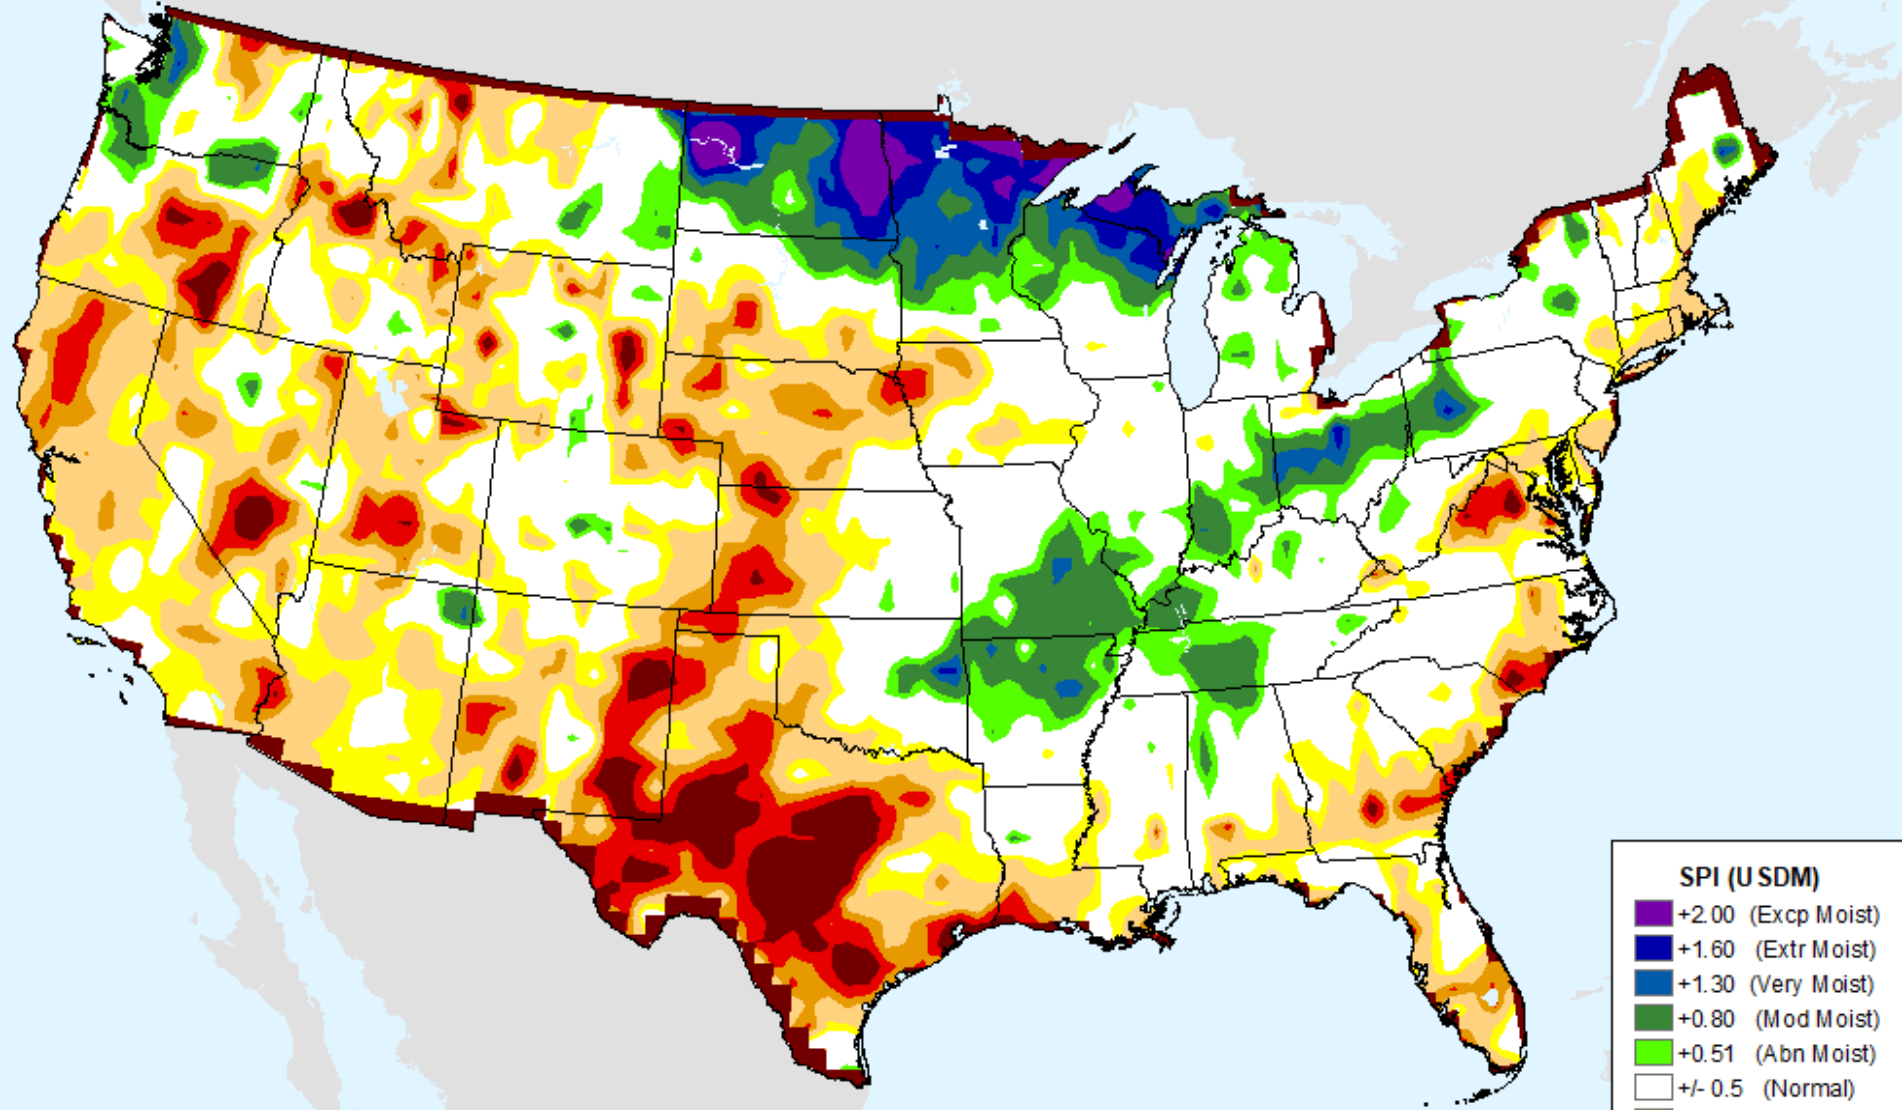 SPI (USDM)
+2.00 (Excp Moist)
+1.60 (Extr Moist)
+1.30 (Very Moist)
+0.80 (Mod Moist)
+0.51 (Abn Moist)
+/- 0.5 (Normal)